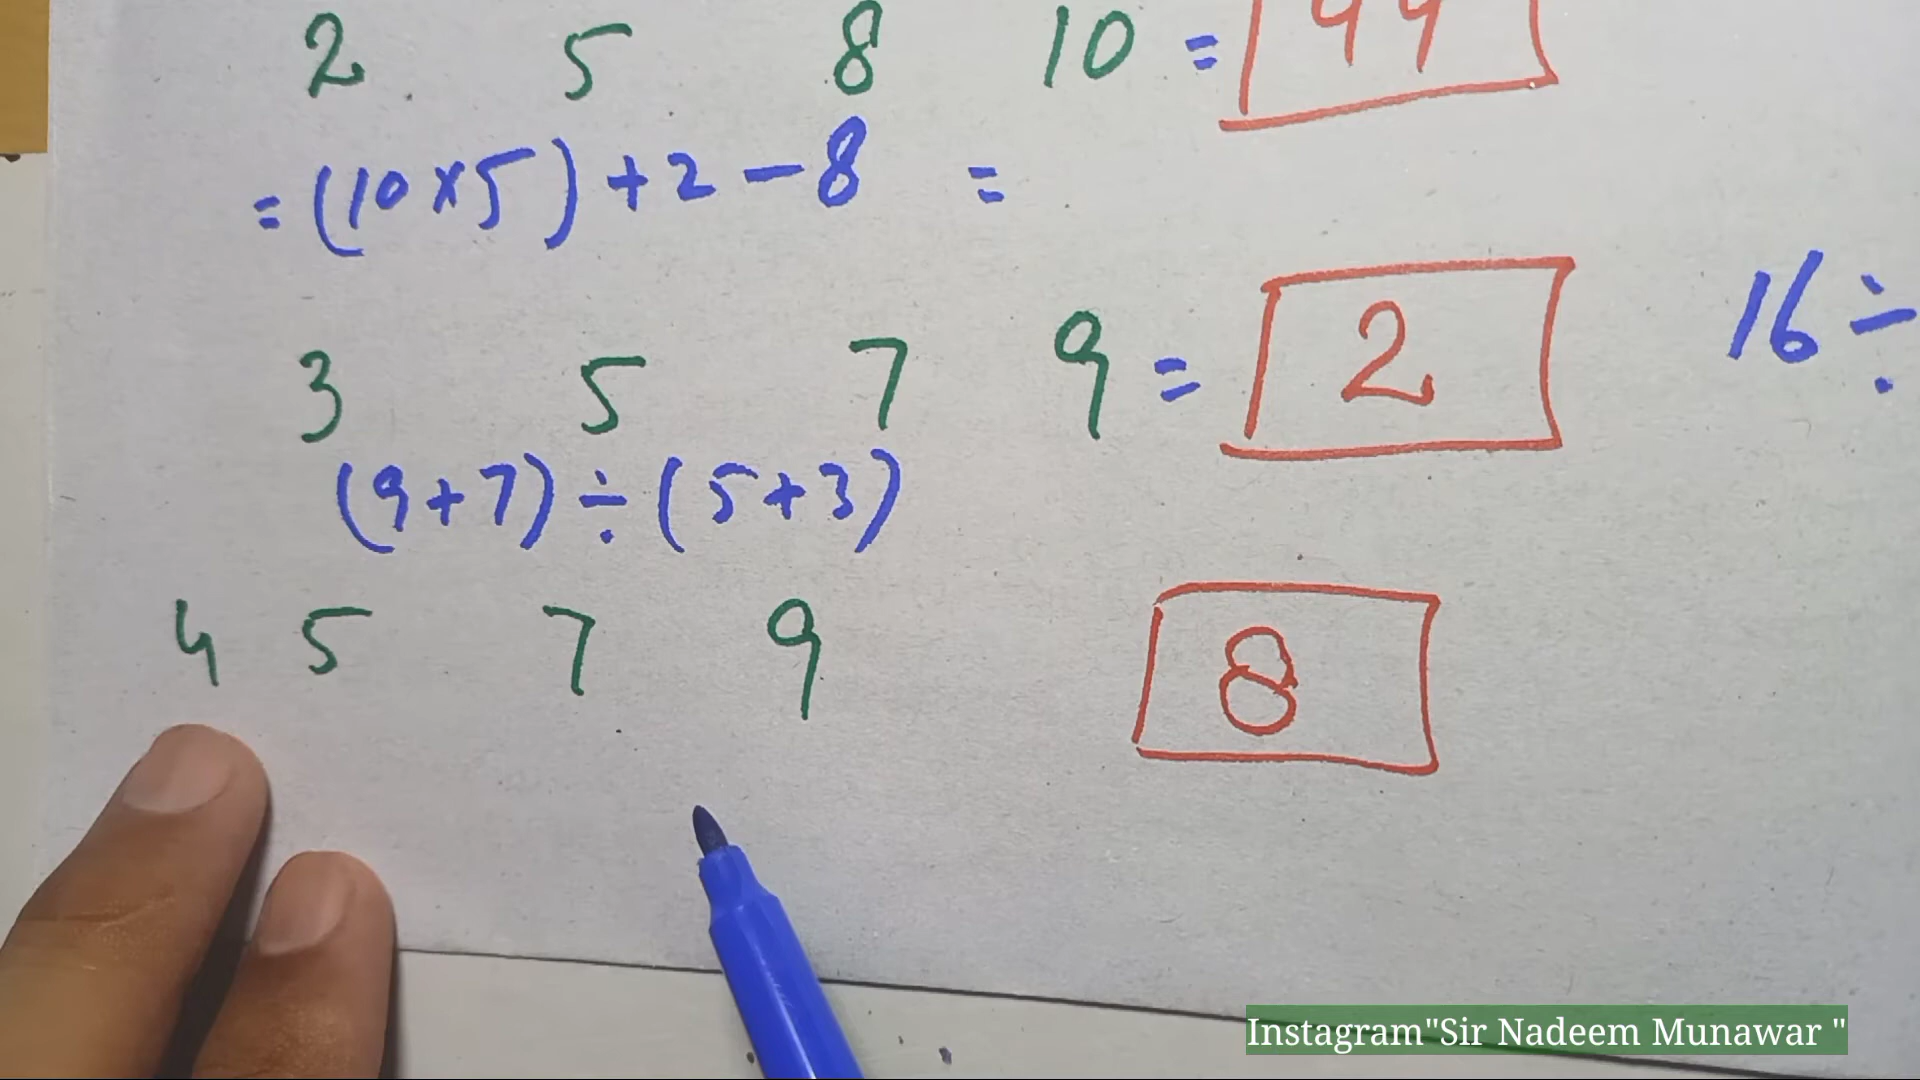 2 5 8 10 = 44
= (10×5) + 2 - 8 =
3 5 7 9 = 2 16 ÷
(9+7) ÷ (5+3)
4 5 7 9 8
Instagram"Sir Nadeem Munawar "